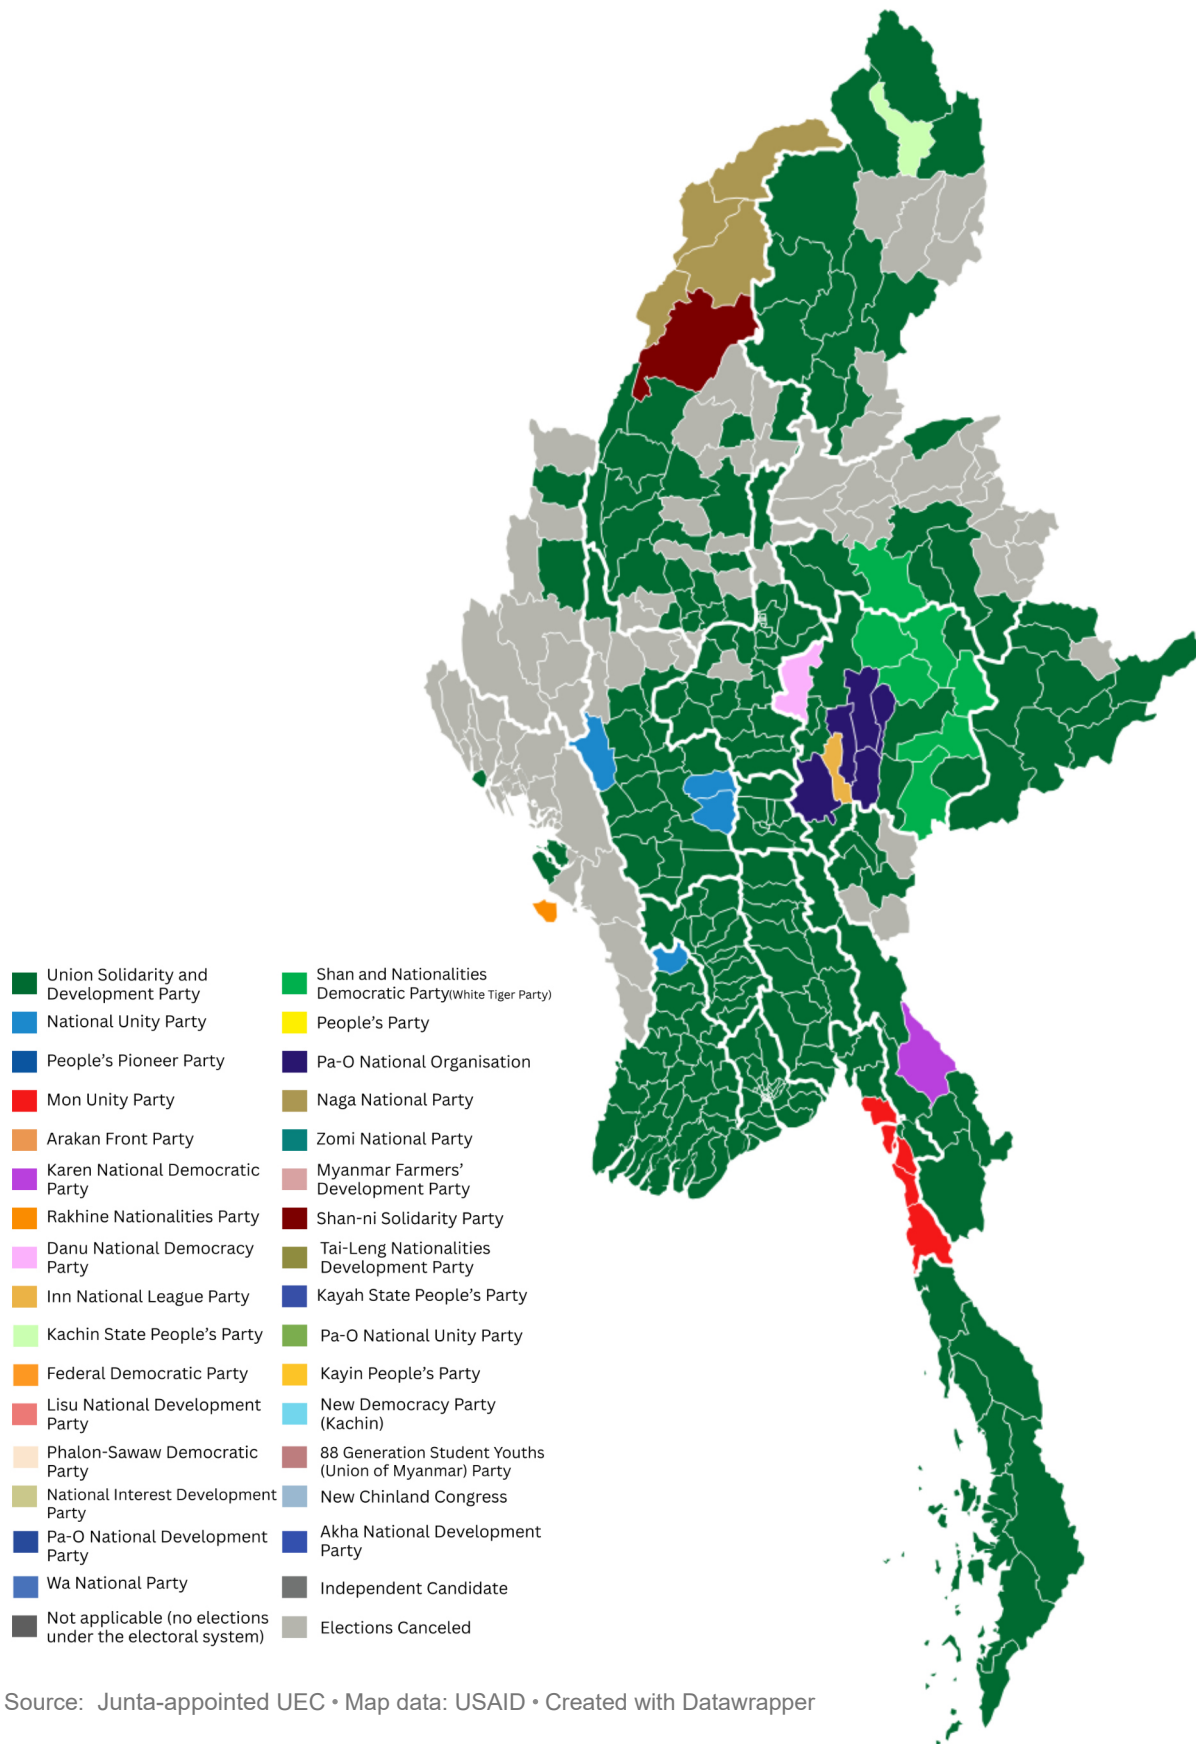 Union Solidarity and
Development Party
National Unity Party
People's Pioneer Party
Mon Unity Party
Arakan Front Party
Karen National Democratic
Party
Rakhine Nationalities Party
Danu National Democracy
Party
Inn National League Party
Kachin State People's Party
Federal Democratic Party
Lisu National Development
Party
Phalon-Sawaw Democratic
Party
National Interest Development
Party
Pa-O National Development
Party
Wa National Party
Not applicable (no elections
under the electoral system)
Shan and Nationalities
Democratic Party(White Tiger Party)
People's Party
Pa-O National Organisation
Naga National Party
Zomi National Party
Myanmar Farmers'
Development Party
Shan-ni Solidarity Party
Tai-Leng Nationalities
Development Party
Kayah State People's Party
Pa-O National Unity Party
Kayin People's Party
New Democracy Party
(Kachin)
88 Generation Student Youths
(Union of Myanmar) Party
New Chinland Congress
Akha National Development
Party
Independent Candidate
Elections Canceled
Source: Junta-appointed UEC • Map data: USAID • Created with Datawrapper